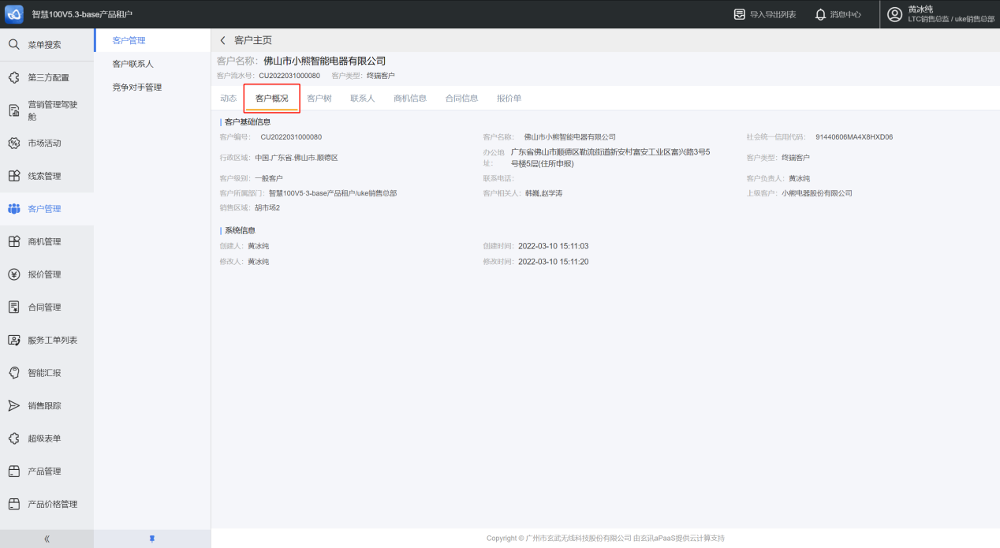 智慧100V5.3-base产品租户
导入导出列表
消息中心
黄冰纯
LTC销售总监 / uke销售总部
菜单搜索
第三方配置
营销管理驾驶
舱
市场活动
线索管理
客户管理
商机管理
报价管理
合同管理
服务工单列表
智能汇报
销售跟踪
超级表单
产品管理
产品价格管理
客户管理
客户联系人
竞争对手管理
客户主页
客户名称: 佛山市小熊智能电器有限公司
客户流水号: CU2022031000080 客户类型: 终端客户
动态 客户概况 客户树 联系人 商机信息 合同信息 报价单
客户基础信息
客户编号: CU2022031000080 客户名称: 佛山市小熊智能电器有限公司 社会统一信用代码: 91440606MA4X8HXD06
行政区域: 中国.广东省.佛山市.顺德区
办公地 广东省佛山市顺德区勒流街道新安村富安工业区富兴路3号5
址: 号楼5层(住所申报)
客户类型: 终端客户
客户级别: 一般客户 联系电话: 客户负责人: 黄冰纯
客户所属部门: 智慧100V5·3-base产品租户/uke销售总部 客户相关人: 韩巍,赵学涛 上级客户: 小熊电器股份有限公司
销售区域: 胡市场2
系统信息
创建人: 黄冰纯 创建时间: 2022-03-10 15:11:03
修改人: 黄冰纯 修改时间: 2022-03-10 15:11:20
Copyright © 广州市玄武无线科技股份有限公司 由玄讯aPaaS提供云计算支持